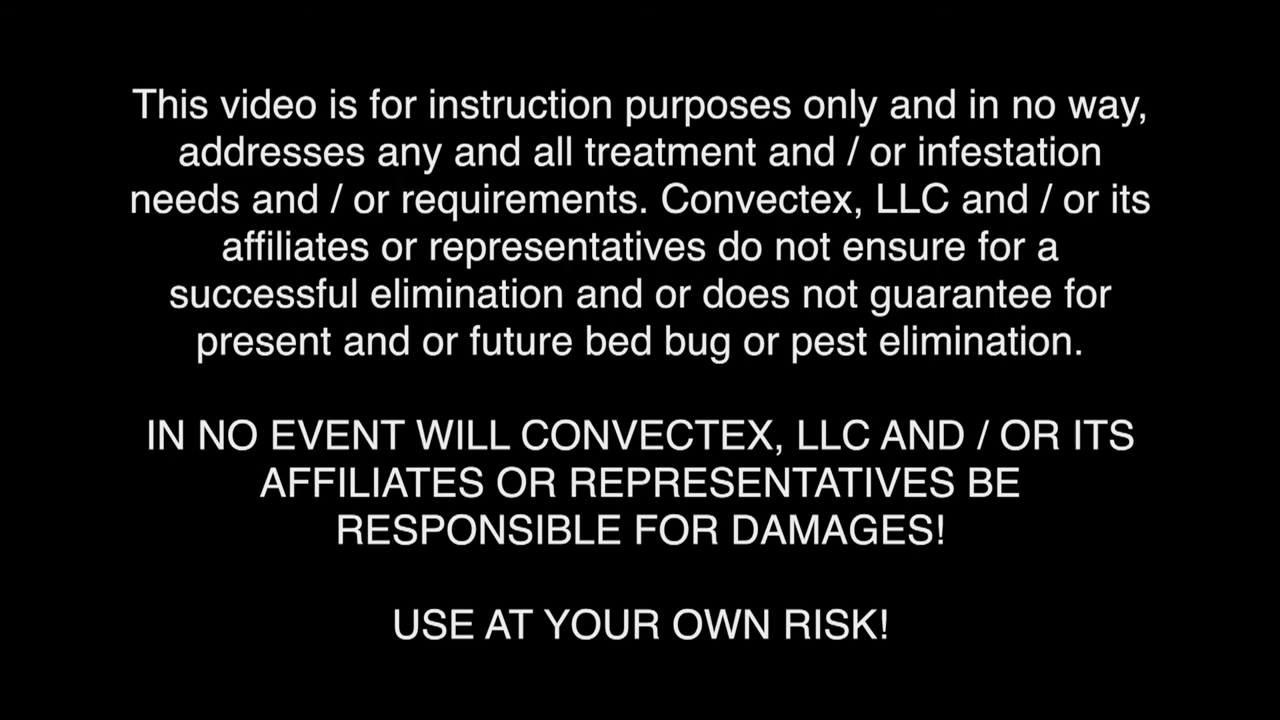 This video is for instruction purposes only and in no way,
addresses any and all treatment and / or infestation
needs and / or requirements. Convectex, LLC and / or its
affiliates or representatives do not ensure for a
successful elimination and or does not guarantee for
present and or future bed bug or pest elimination.
IN NO EVENT WILL CONVECTEX, LLC AND / OR ITS
AFFILIATES OR REPRESENTATIVES BE
RESPONSIBLE FOR DAMAGES!
USE AT YOUR OWN RISK!